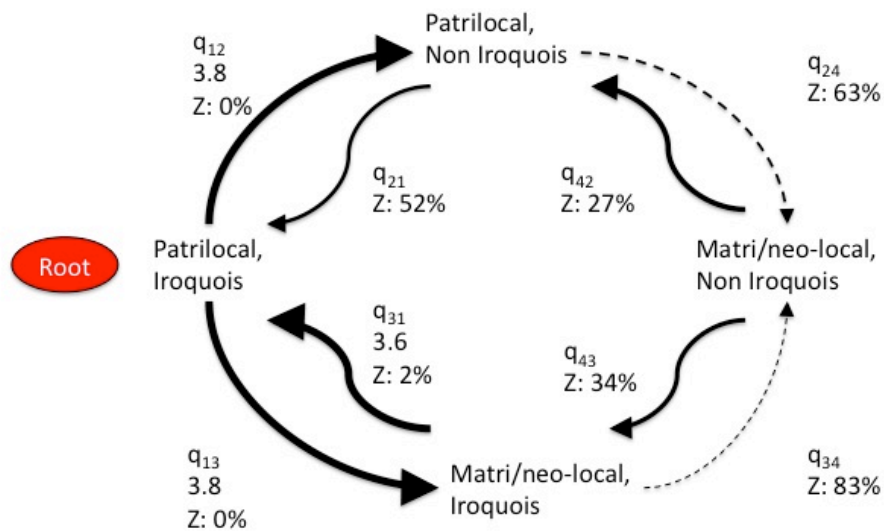 Patrilocal,
Non Iroquois
q12
3.8
Z: 0%
q24
Z: 63%
q21
Z: 52%
q42
Z: 27%
Root
Patrilocal,
Iroquois
Matri/neo-local,
Non Iroquois
q31
3.6
Z: 2%
q43
Z: 34%
q13
3.8
Z: 0%
Matri/neo-local,
Iroquois
q34
Z: 83%